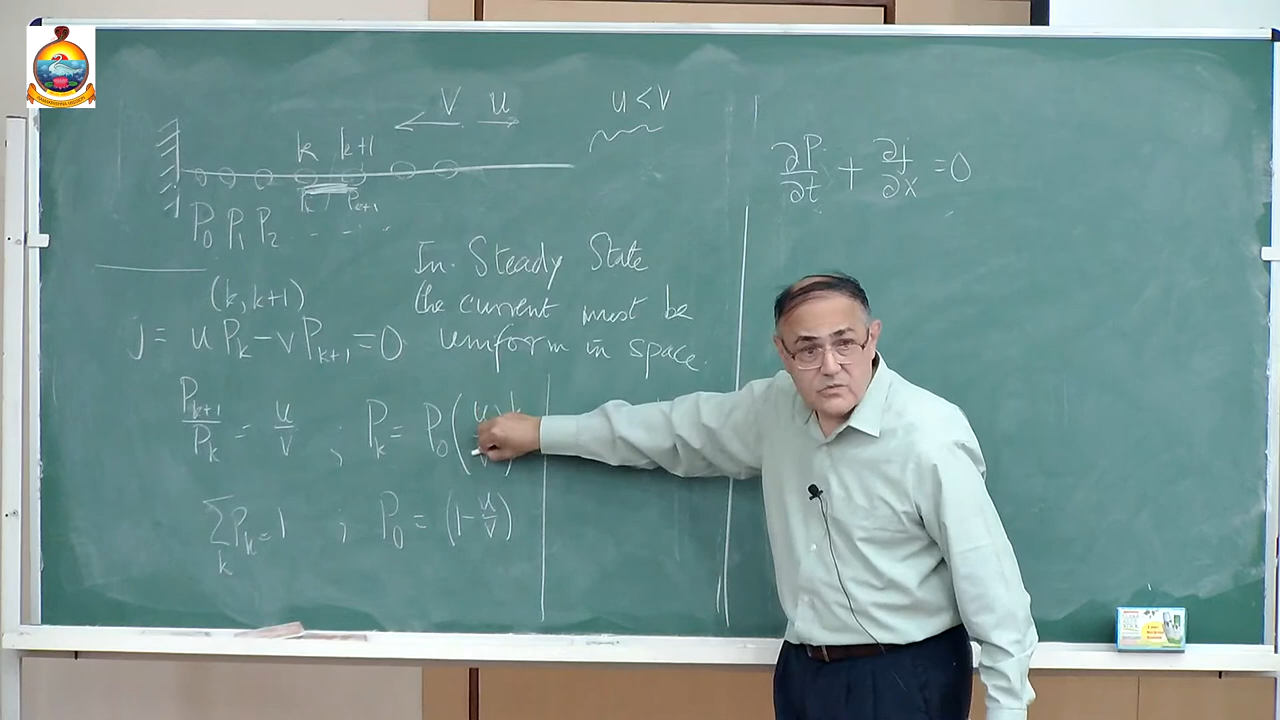 V u
u < v
k k+1
P_k P_{k+1}
P_0 P_1 P_2 - - -
(k, k+1)
J = u P_k - v P_{k+1} = 0
In Steady State
the current must be
uniform in space.
P_{k+1}/P_k = u/v ; P_k = P_0 (u
∑_k P_k = 1 ; P_0 = (1 - u/v)
∂P/∂t + ∂j/∂x = 0